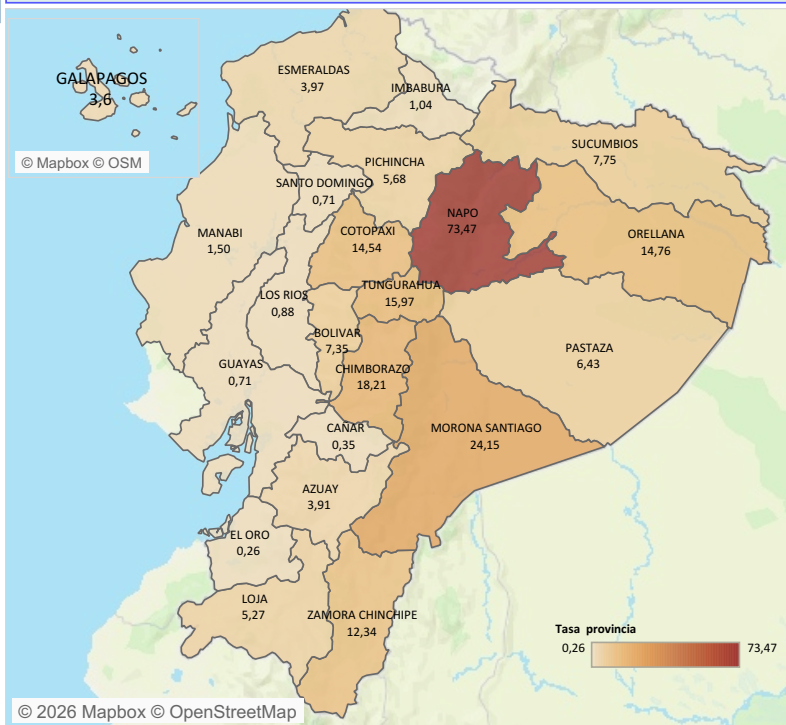 GALAPAGOS
3,6
© Mapbox © OSM
ESMERALDAS
3,97
IMBABURA
1,04
SUCUMBIOS
7,75
PICHINCHA
5,68
SANTO DOMINGO
0,71
NAPO
73,47
MANABI
1,50
COTOPAXI
14,54
ORELLANA
14,76
TUNGURAHUA
15,97
LOS RIOS
0,88
BOLIVAR
7,35
PASTAZA
6,43
GUAYAS
0,71
CHIMBORAZO
18,21
CAÑAR
0,35
MORONA SANTIAGO
24,15
AZUAY
3,91
EL ORO
0,26
LOJA
5,27
ZAMORA CHINCHIPE
12,34
Tasa provincia
0,26 73,47
© 2026 Mapbox © OpenStreetMap